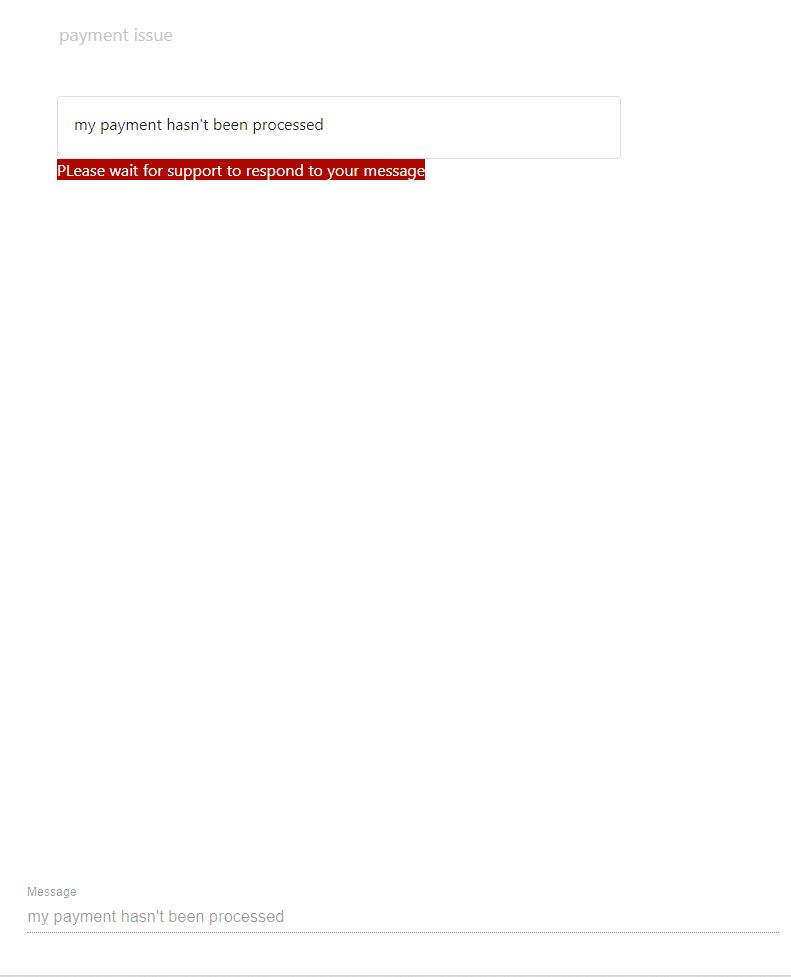 payment issue
my payment hasn't been processed
PLease wait for support to respond to your message
Message
my payment hasn't been processed